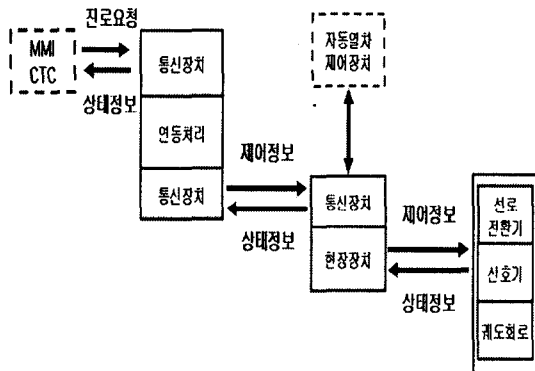 진로요청
MMI
CTC
상태정보
통신장치
연동처리
통신장치
자동열차
제어장치
제어정보
상태정보
통신장치
현장장치
제어정보
상태정보
선로
전환기
신호기
궤도회로